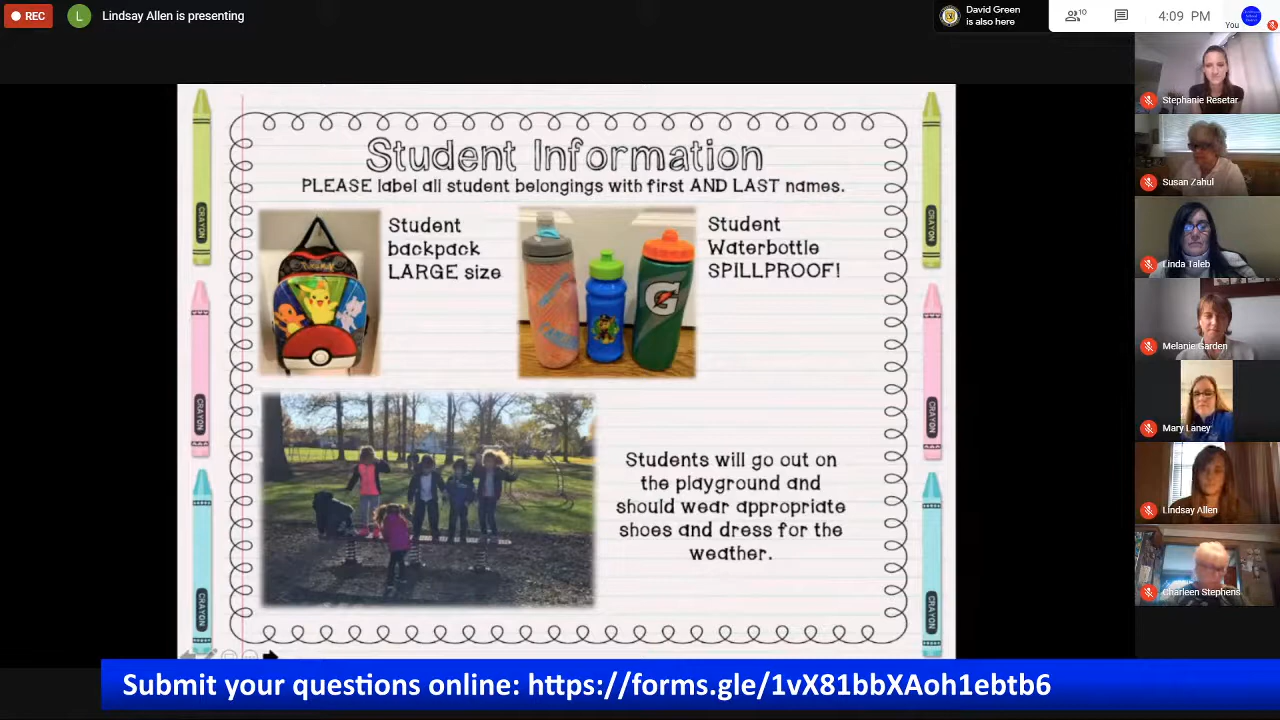 REC
L
Lindsay Allen is presenting
David Green
is also here
10
4:09 PM
You
Stephanie Resetar
Susan Zahul
Linda Taleb
Melanie Garden
Mary Laney
Lindsay Allen
Charleen Stephens
Student Information
PLEASE label all student belongings with first AND LAST names.
Student
backpack
LARGE size
Student
Waterbottle
SPILLPROOF!
G
Students will go out on
the playground and
should wear appropriate
shoes and dress for the
weather.
CRAYON
CRAYON
CRAYON
CRAYON
CRAYON
CRAYON
Submit your questions online: https://forms.gle/1vX81bbXAoh1ebtb6